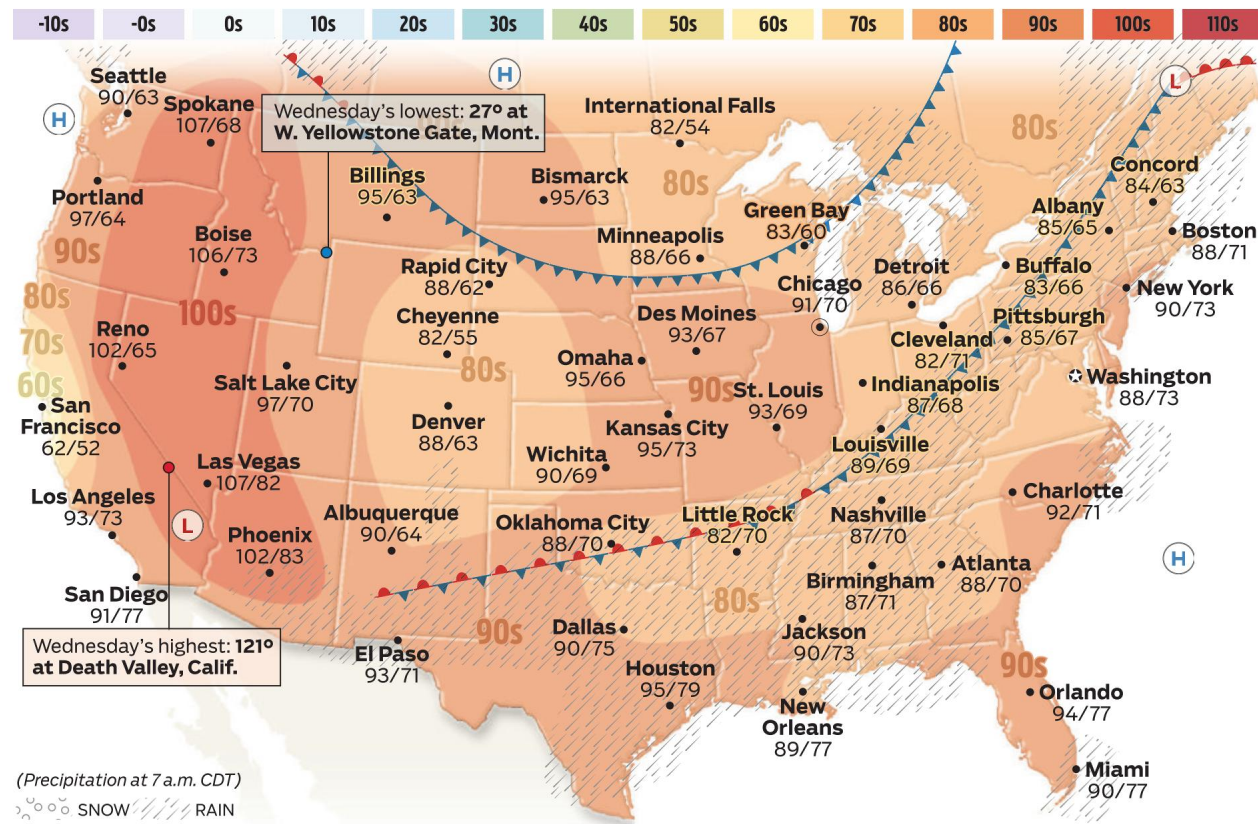 -10s -0s 0s 10s 20s 30s 40s 50s 60s 70s 80s 90s 100s 110s
Seattle
90/63
Spokane
107/68
H
H
L
Wednesday's lowest: 27º at
W. Yellowstone Gate, Mont.
International Falls
82/54
80s
Concord
84/63
Portland
97/64
Billings
95/63
Bismarck
95/63
80s
Green Bay
83/60
Albany
85/65
Boston
88/71
Boise
106/73
90s
Minneapolis
88/66
Rapid City
88/62
Chicago
91/70
Detroit
86/66
Buffalo
83/66
New York
90/73
80s
100s
Reno
102/65
70s
Cheyenne
82/55
Des Moines
93/67
Cleveland
82/71
Pittsburgh
85/67
60s
Salt Lake City
97/70
80s
Omaha
95/66
90s
St. Louis
93/69
Indianapolis
87/68
Washington
88/73
San
Francisco
62/52
Denver
88/63
Kansas City
95/73
Louisville
89/69
Las Vegas
107/82
Wichita
90/69
Los Angeles
93/73
L
Phoenix
102/83
Albuquerque
90/64
Oklahoma City
88/70
Little Rock
82/70
Nashville
87/70
Charlotte
92/71
H
San Diego
91/77
Birmingham
87/71
Atlanta
88/70
80s
Wednesday's highest: 121º
at Death Valley, Calif.
El Paso
93/71
90s
Dallas
90/75
Jackson
90/73
Houston
95/79
90s
New
Orleans
89/77
Orlando
94/77
Miami
90/77
(Precipitation at 7 a.m. CDT)
SNOW RAIN